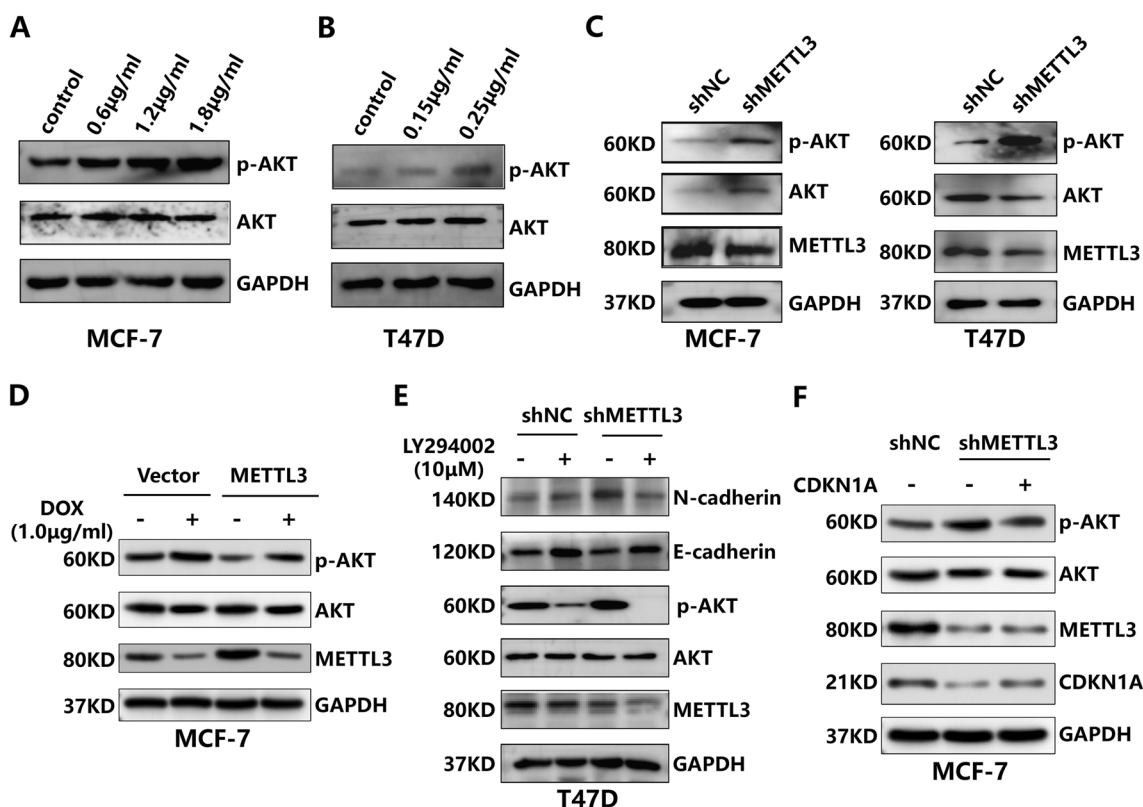 A
control 0.6μg/ml 1.2μg/ml 1.8μg/ml
p-AKT
AKT
GAPDH
MCF-7
B
control 0.15μg/ml 0.25μg/ml
p-AKT
AKT
GAPDH
T47D
C
shNC shMETTL3
60KD p-AKT
60KD AKT
80KD METTL3
37KD GAPDH
MCF-7
shNC shMETTL3
60KD p-AKT
60KD AKT
80KD METTL3
37KD GAPDH
T47D
D
Vector METTL3
DOX
(1.0μg/ml) - + - +
60KD p-AKT
60KD AKT
80KD METTL3
37KD GAPDH
MCF-7
E
shNC shMETTL3
LY294002
(10μM) - + - +
140KD N-cadherin
120KD E-cadherin
60KD p-AKT
60KD AKT
80KD METTL3
37KD GAPDH
T47D
F
shNC shMETTL3
CDKN1A - - +
60KD p-AKT
60KD AKT
80KD METTL3
21KD CDKN1A
37KD GAPDH
MCF-7